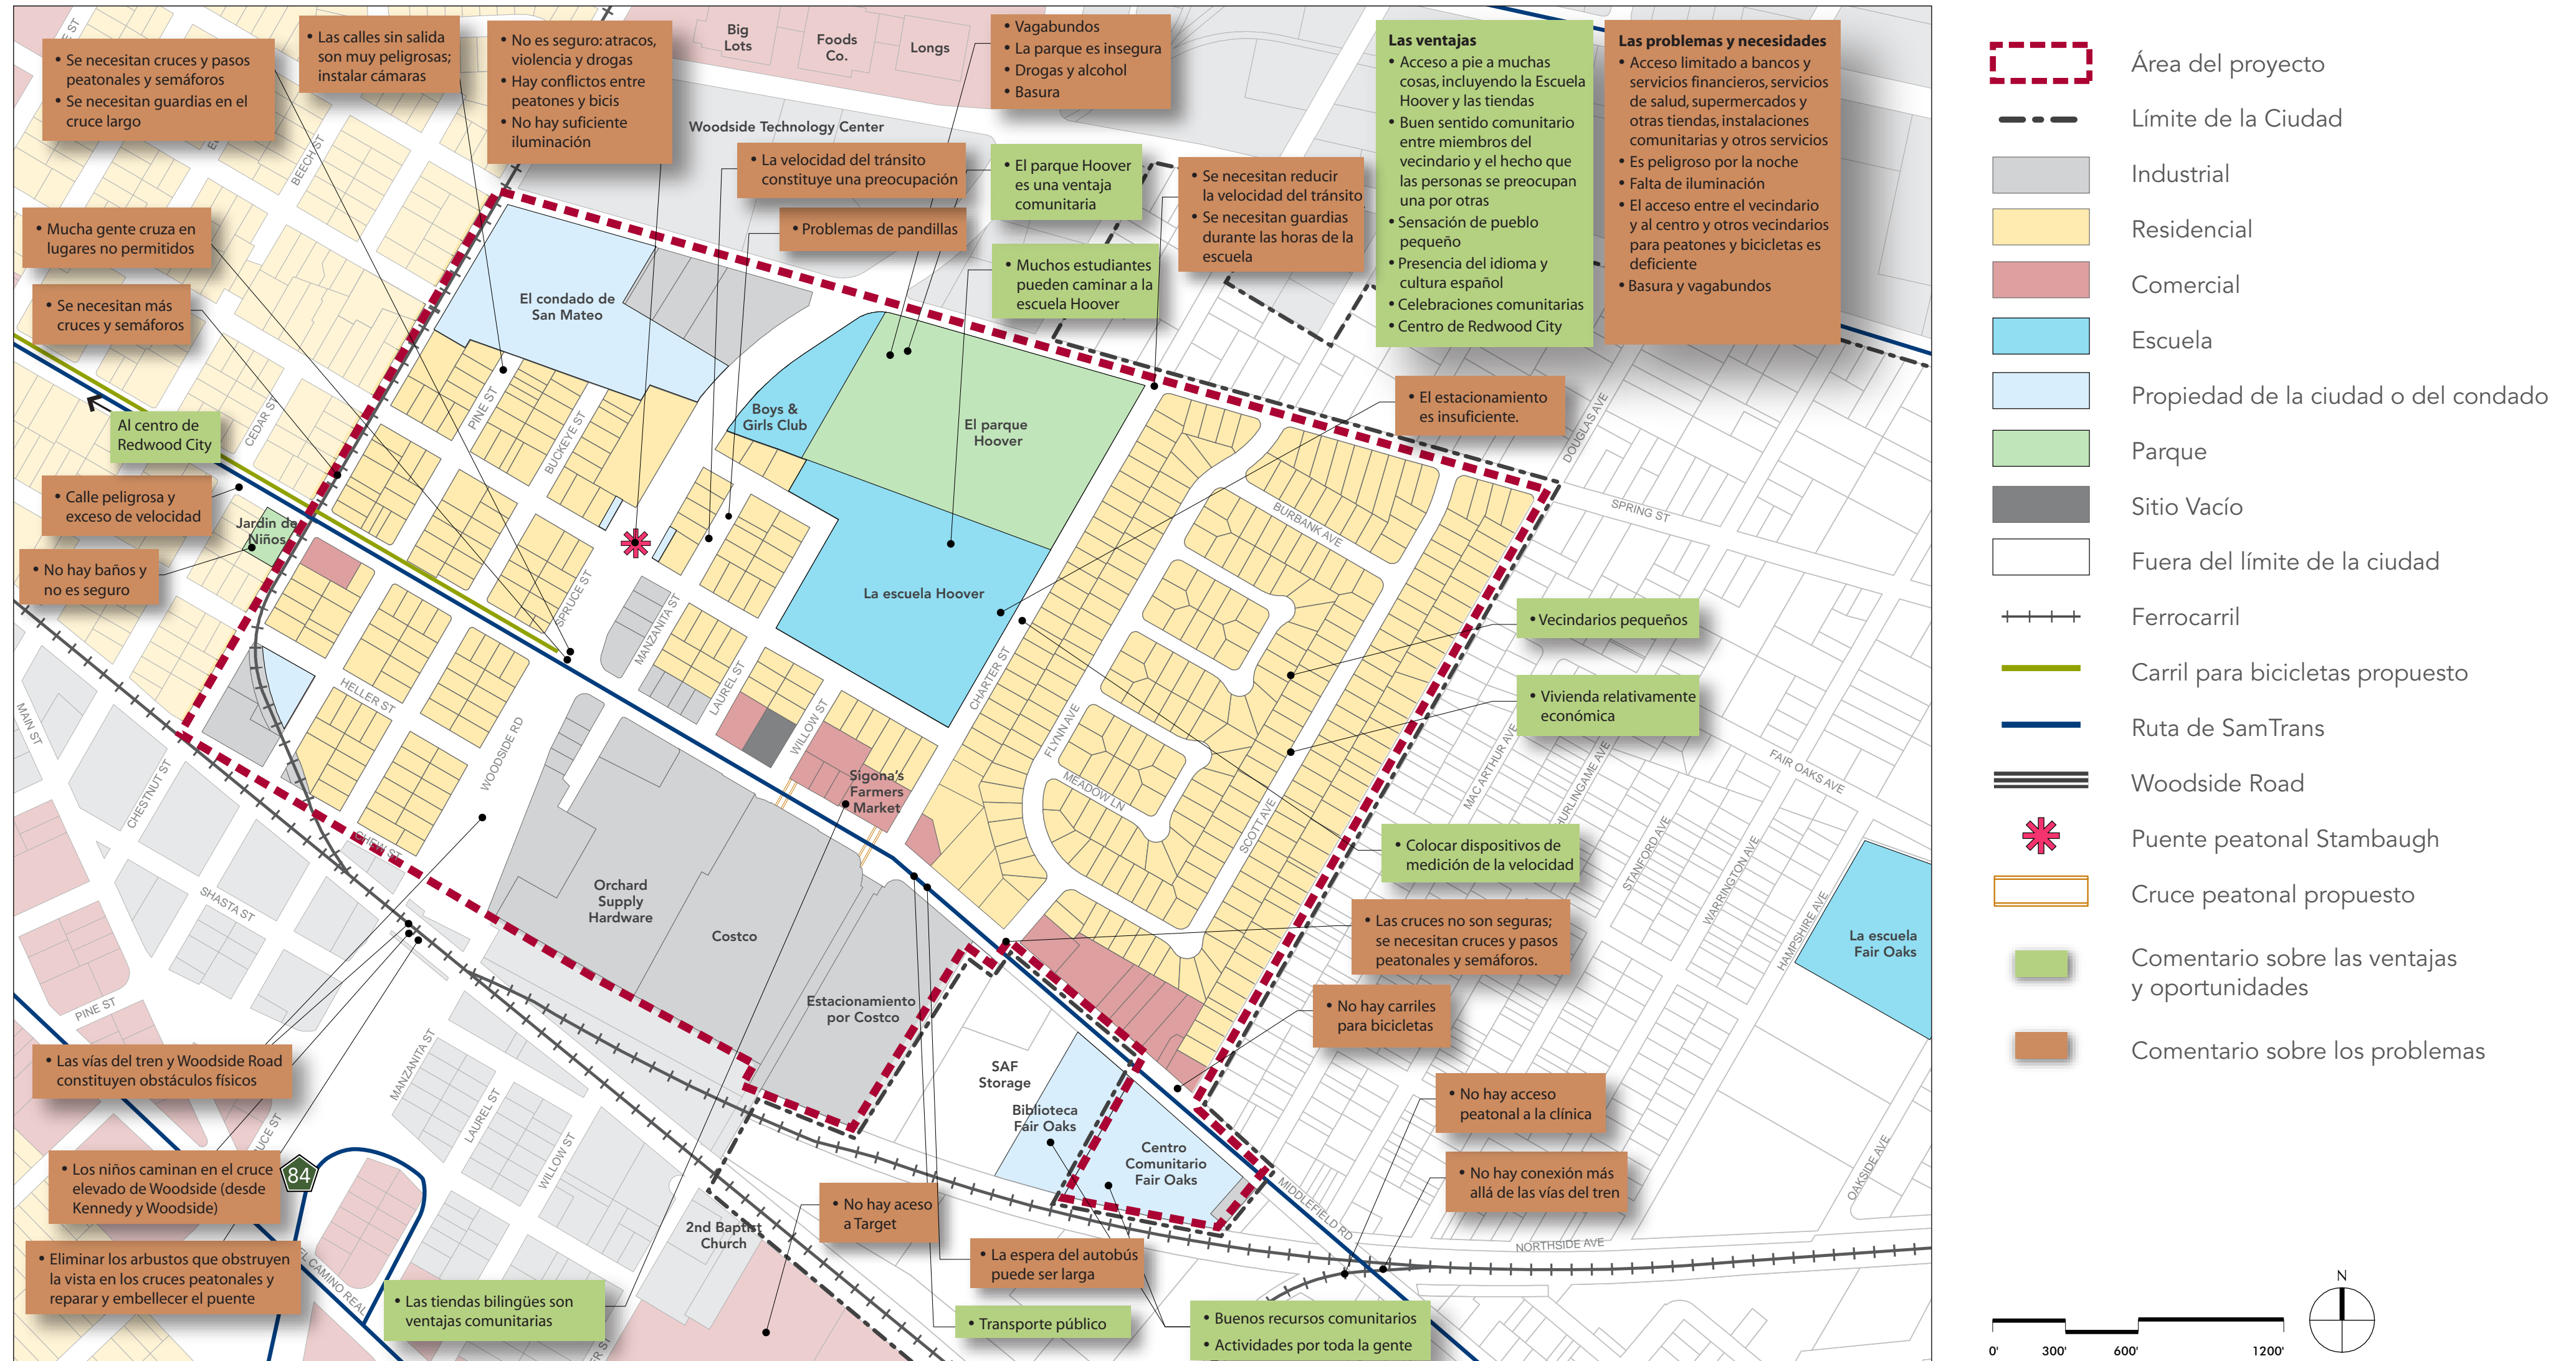 • Se necesitan cruces y pasos
peatonales y semáforos
• Se necesitan guardias en el
cruce largo
• Las calles sin salida
son muy peligrosas;
instalar cámaras
• No es seguro: atracos,
violencia y drogas
• Hay conflictos entre
peatones y bicis
• No hay suficiente
iluminación
Big
Lots
Foods
Co.
Longs
• Vagabundos
• La parque es insegura
• Drogas y alcohol
• Basura
Las ventajas
• Acceso a pie a muchas
cosas, incluyendo la Escuela
Hoover y las tiendas
• Buen sentido comunitario
entre miembros del
vecindario y el hecho que
las personas se preocupan
una por otras
• Sensación de pueblo
pequeño
• Presencia del idioma y
cultura español
• Celebraciones comunitarias
• Centro de Redwood City
Las problemas y necesidades
• Acceso limitado a bancos y
servicios financieros, servicios
de salud, supermercados y
otras tiendas, instalaciones
comunitarias y otros servicios
• Es peligroso por la noche
• Falta de iluminación
• El acceso entre el vecindario
y al centro y otros vecindarios
para peatones y bicicletas es
deficiente
• Basura y vagabundos
Woodside Technology Center
BEECH ST
• La velocidad del tránsito
constituye una preocupación
• El parque Hoover
es una ventaja
comunitaria
• Se necesitan reducir
la velocidad del tránsito
• Se necesitan guardias
durante las horas de la
escuela
• Mucha gente cruza en
lugares no permitidos
• Problemas de pandillas
• Muchos estudiantes
pueden caminar a la
escuela Hoover
• Se necesitan más
cruces y semáforos
El condado de
San Mateo
Al centro de
Redwood City
CEDAR ST
PINE ST
BUCKEYE ST
Boys &
Girls Club
El parque
Hoover
• El estacionamiento
es insuficiente.
DOUGLAS AVE
• Calle peligrosa y
exceso de velocidad
Jardin de
Niños
BURBANK AVE
SPRING ST
• No hay baños y
no es seguro
SPRUCE ST
MANZANITA ST
La escuela Hoover
• Vecindarios pequeños
HELLER ST
LAUREL ST
WILLOW ST
CHARTER ST
FLYNN AVE
• Vivienda relativamente
económica
MAIN ST
CHESTNUT ST
WOODSIDE RD
Sigona's
Farmers
Market
MEADOW LN
SCOTT AVE
MAC ARTHUR AVE
HURLINGAME AVE
FAIR OAKS AVE
CHEW ST
STANFORD AVE
WARRINGTON AVE
HAMPSHIRE AVE
• Colocar dispositivos de
medición de la velocidad
SHASTA ST
Orchard
Supply
Hardware
Costco
• Las cruces no son seguras;
se necesitan cruces y pasos
peatonales y semáforos.
La escuela
Fair Oaks
PINE ST
Estacionamiento
por Costco
• No hay carriles
para bicicletas
• Las vías del tren y Woodside Road
constituyen obstáculos físicos
MANZANITA ST
LAUREL ST
WILLOW ST
SAF
Storage
Biblioteca
Fair Oaks
Centro
Comunitario
Fair Oaks
• No hay acceso
peatonal a la clínica
• Los niños caminan en el cruce
elevado de Woodside (desde
Kennedy y Woodside)
84
UCE ST
• No hay conexión más
allá de las vías del tren
OAKSIDE AVE
2nd Baptist
Church
• No hay aceso
a Target
MIDDLEFIELD RD
NORTHSIDE AVE
• Eliminar los arbustos que obstruyen
la vista en los cruces peatonales y
reparar y embellecer el puente
EL CAMINO REAL
• La espera del autobús
puede ser larga
• Las tiendas bilingües son
ventajas comunitarias
• Transporte público
• Buenos recursos comunitarios
• Actividades por toda la gente
Área del proyecto
Límite de la Ciudad
Industrial
Residencial
Comercial
Escuela
Propiedad de la ciudad o del condado
Parque
Sitio Vacío
Fuera del límite de la ciudad
Ferrocarril
Carril para bicicletas propuesto
Ruta de SamTrans
Woodside Road
Puente peatonal Stambaugh
Cruce peatonal propuesto
Comentario sobre las ventajas
y oportunidades
Comentario sobre los problemas
N
0' 300' 600' 1200'